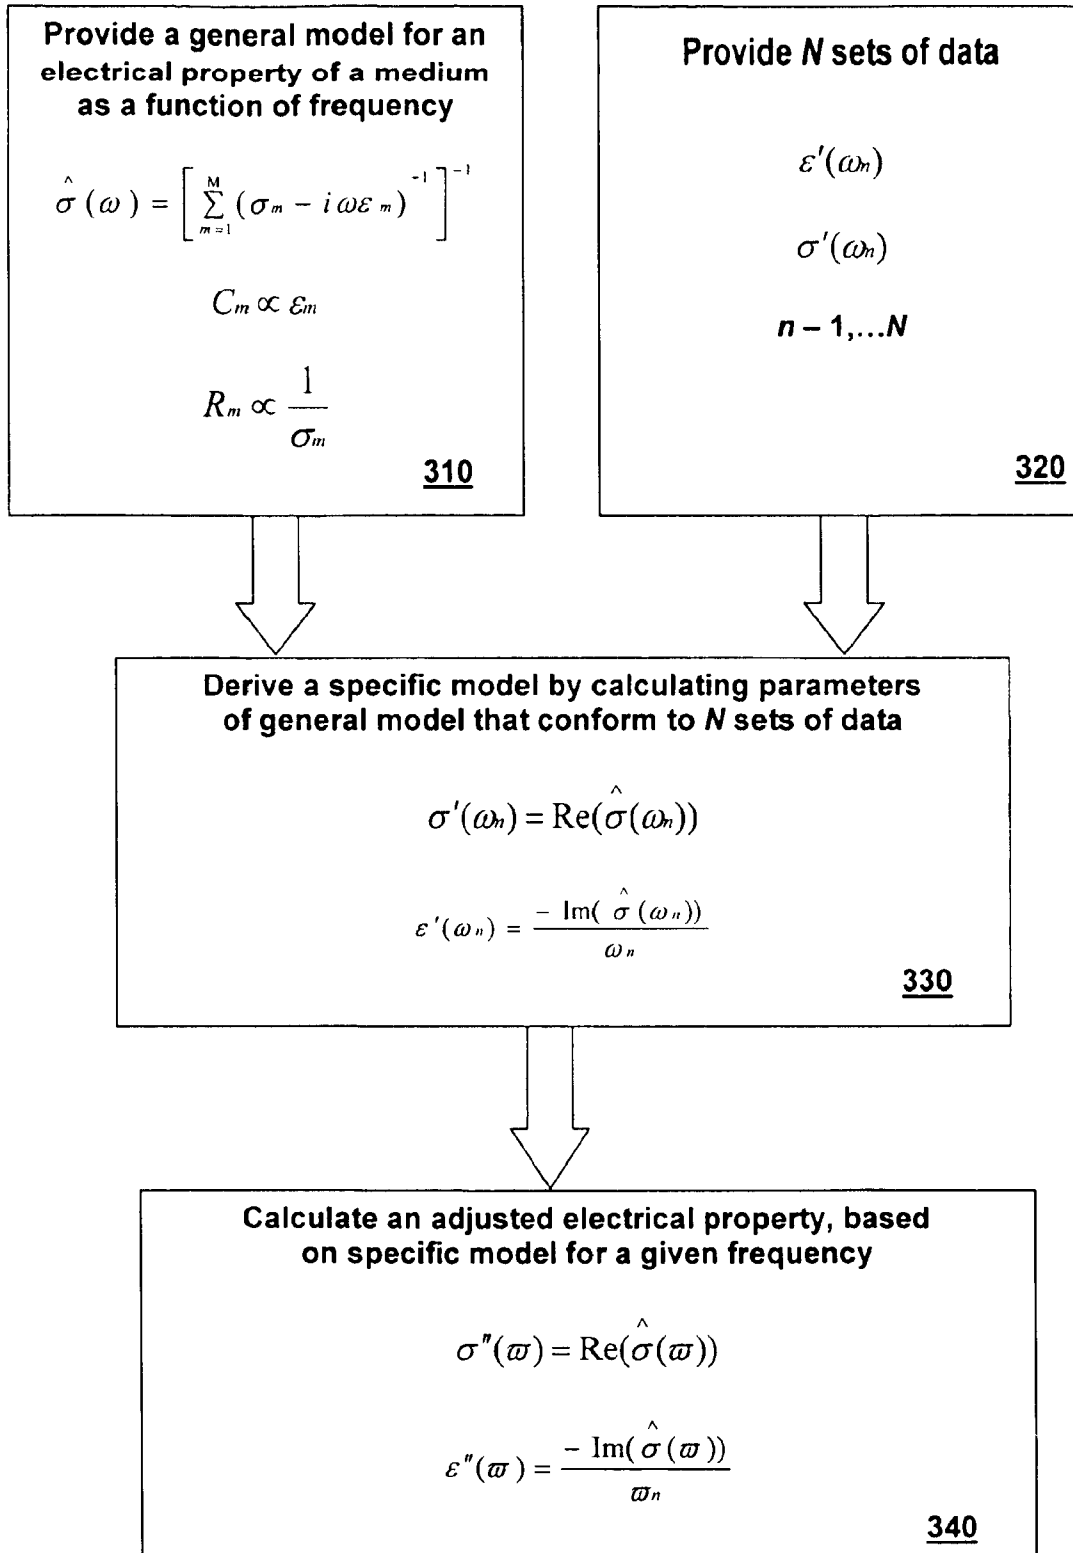 Provide a general model for an
electrical property of a medium
as a function of frequency
σ̂(ω) = [∑_{m=1}^{M} (σ_m − iωε_m)^{-1}]^{-1}
C_m ∝ ε_m
R_m ∝ 1/σ_m
310
Provide N sets of data
ε'(ω_n)
σ'(ω_n)
n – 1,...N
320
Derive a specific model by calculating parameters
of general model that conform to N sets of data
σ'(ω_n) = Re(σ̂(ω_n))
ε'(ω_n) = − Im(σ̂(ω_n)) / ω_n
330
Calculate an adjusted electrical property, based
on specific model for a given frequency
σ"(ϖ) = Re(σ̂(ϖ))
ε"(ϖ) = − Im(σ̂(ϖ)) / ϖ_n
340